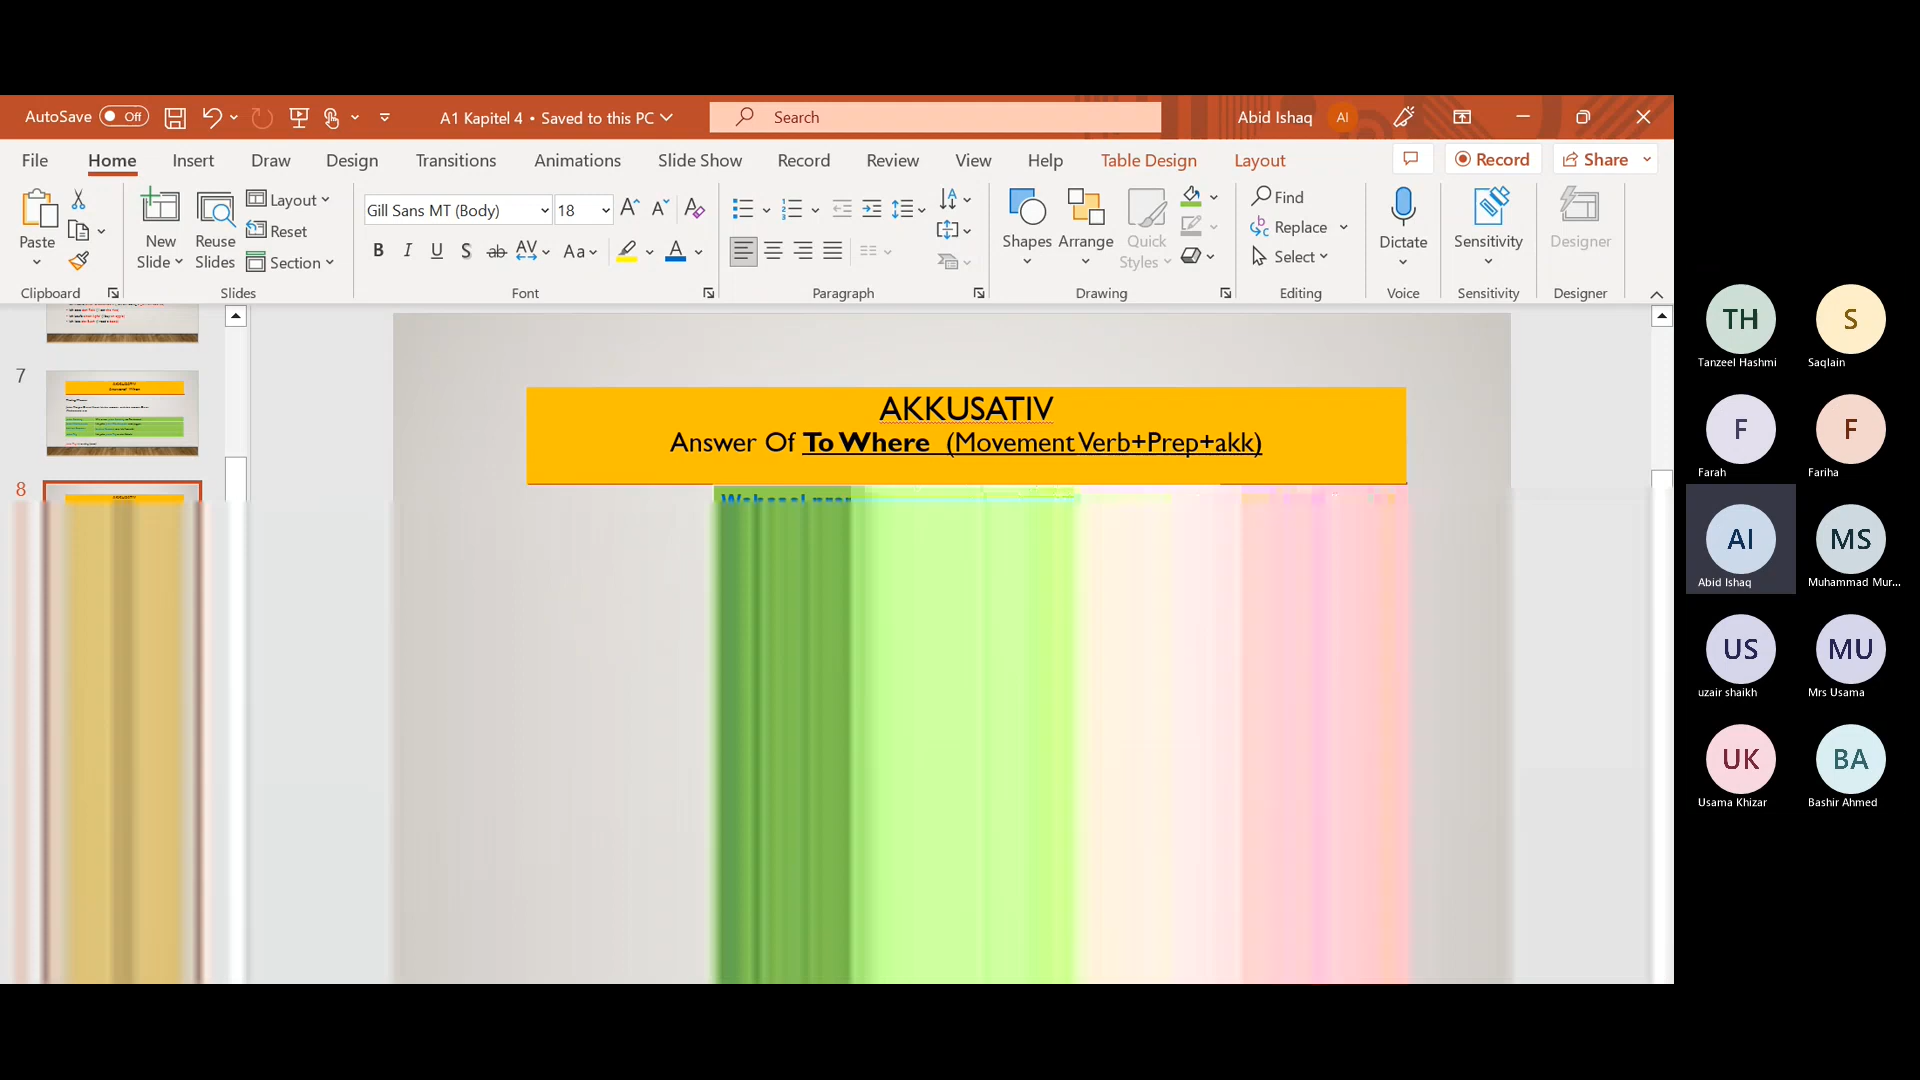 AutoSave Off A1 Kapitel 4 • Saved to this PC Search Abid Ishaq AI
File Home Insert Draw Design Transitions Animations Slide Show Record Review View Help Table Design Layout Record Share
Paste New Slide Reuse Slides Layout Reset Section
Gill Sans MT (Body) 18
Shapes Arrange Quick Styles Find Replace Select Dictate Sensitivity Designer
Clipboard Slides Font Paragraph Drawing Editing Voice Sensitivity Designer
7
8
AKKUSATIV
Answer Of To Where (Movement Verb+Prep+akk)
TH S
Tanzeel Hashmi Saqlain
F F
Farah Fariha
AI MS
Abid Ishaq Muhammad Mur...
US MU
uzair shaikh Mrs Usama
UK BA
Usama Khizar Bashir Ahmed